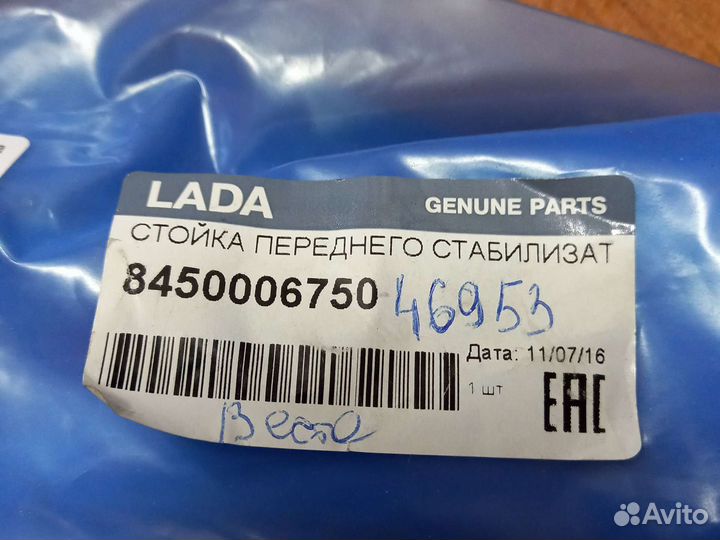 LADA GENUNE PARTS
СТОЙКА ПЕРЕДНЕГО СТАБИЛИЗАТ
8450006750 46953
Дата: 11/07/16
1 шт
EAC
Веста
Avito